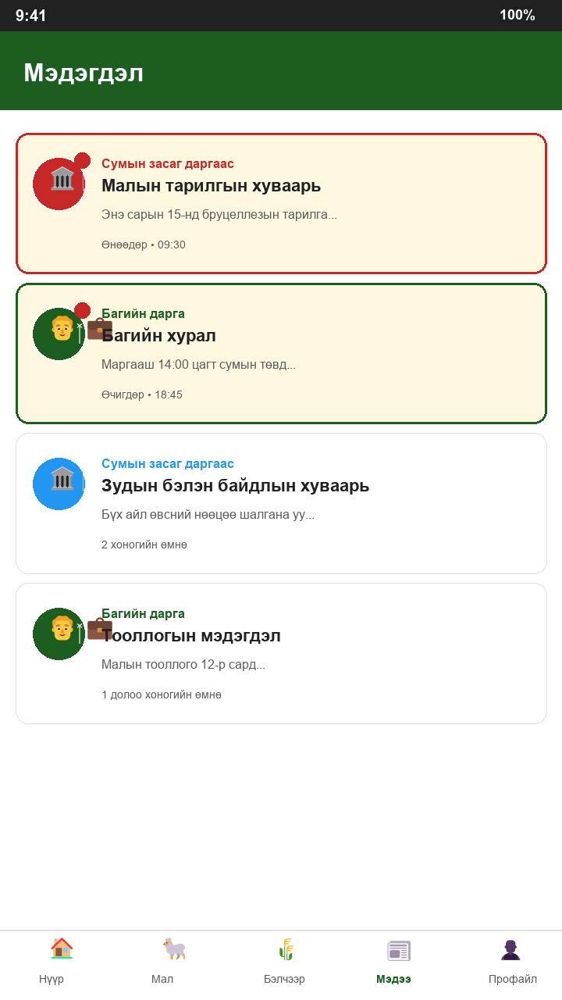 9:41
100%
Мэдэгдэл
Сумын засаг даргаас
Малын тарилгын хуваарь
Энэ сарын 15-нд бруцеллезын тарилга...
Өнөөдөр • 09:30
Багийн дарга
Багийн хурал
Маргааш 14:00 цагт сумын төвд...
Өчигдөр • 18:45
Сумын засаг даргаас
Зудын бэлэн байдлын хуваарь
Бүх айл өвсний нөөцөө шалгана уу...
2 хоногийн өмнө
Багийн дарга
Тооллогын мэдэгдэл
Малын тооллого 12-р сард...
1 долоо хоногийн өмнө
Нүүр
Мал
Бэлчээр
Мэдээ
Профайл